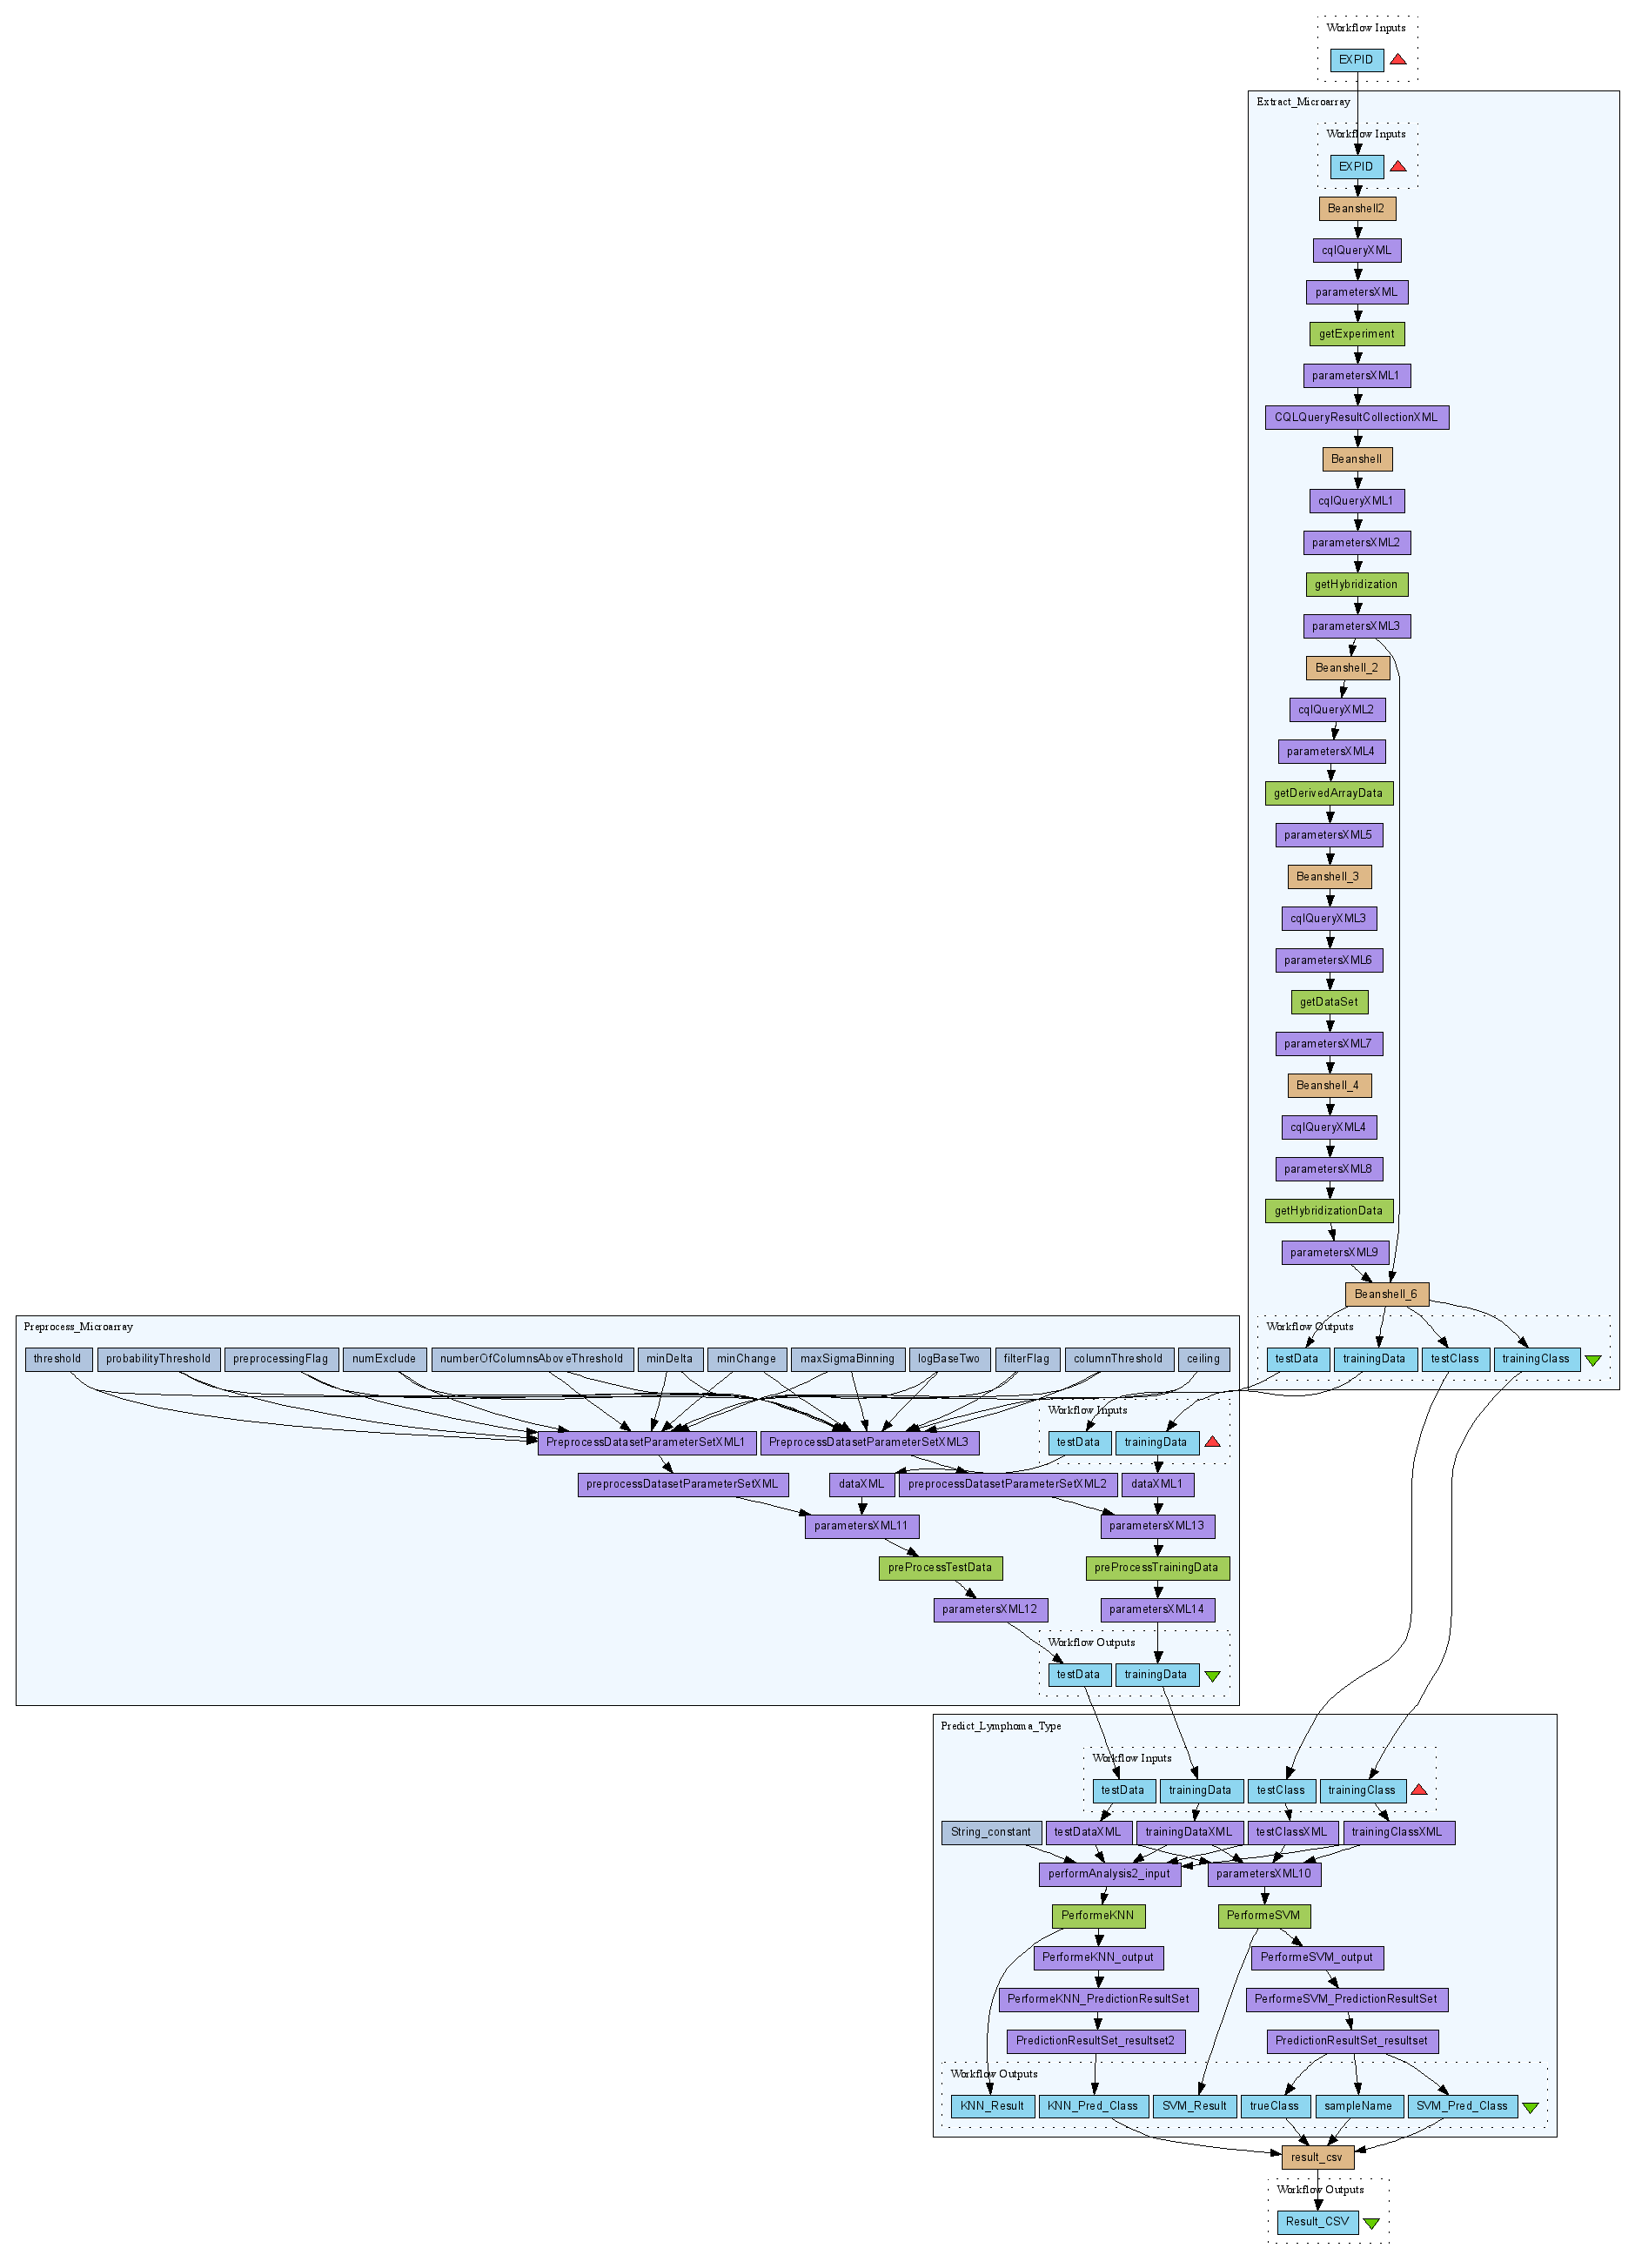 Workflow Inputs
EXPID
Extract_Microarray
Workflow Inputs
EXPID
Beanshell2
cqlQueryXML
parametersXML
getExperiment
parametersXML1
CQLQueryResultCollectionXML
Beanshell
cqlQueryXML1
parametersXML2
getHybridization
parametersXML3
Beanshell_2
cqlQueryXML2
parametersXML4
getDerivedArrayData
parametersXML5
Beanshell_3
cqlQueryXML3
parametersXML6
getDataSet
parametersXML7
Beanshell_4
cqlQueryXML4
parametersXML8
getHybridizationData
parametersXML9
Beanshell_6
Workflow Outputs
testData trainingData testClass trainingClass
Preprocess_Microarray
threshold probabilityThreshold preprocessingFlag numExclude numberOfColumnsAboveThreshold minDelta minChange maxSigmaBinning logBaseTwo filterFlag columnThreshold ceiling
Workflow Inputs
PreprocessDatasetParameterSetXML1 PreprocessDatasetParameterSetXML3 testData trainingData
preprocessDatasetParameterSetXML dataXML preprocessDatasetParameterSetXML2 dataXML1
parametersXML11 parametersXML13
preProcessTestData preProcessTrainingData
parametersXML12 parametersXML14
Workflow Outputs
testData trainingData
Predict_Lymphoma_Type
Workflow Inputs
testData trainingData testClass trainingClass
String_constant testDataXML trainingDataXML testClassXML trainingClassXML
performAnalysis2_input parametersXML10
PerformeKNN PerformeSVM
PerformeKNN_output PerformeSVM_output
PerformeKNN_PredictionResultSet PerformeSVM_PredictionResultSet
PredictionResultSet_resultset2 PredictionResultSet_resultset
Workflow Outputs
KNN_Result KNN_Pred_Class SVM_Result trueClass sampleName SVM_Pred_Class
result_csv
Workflow Outputs
Result_CSV